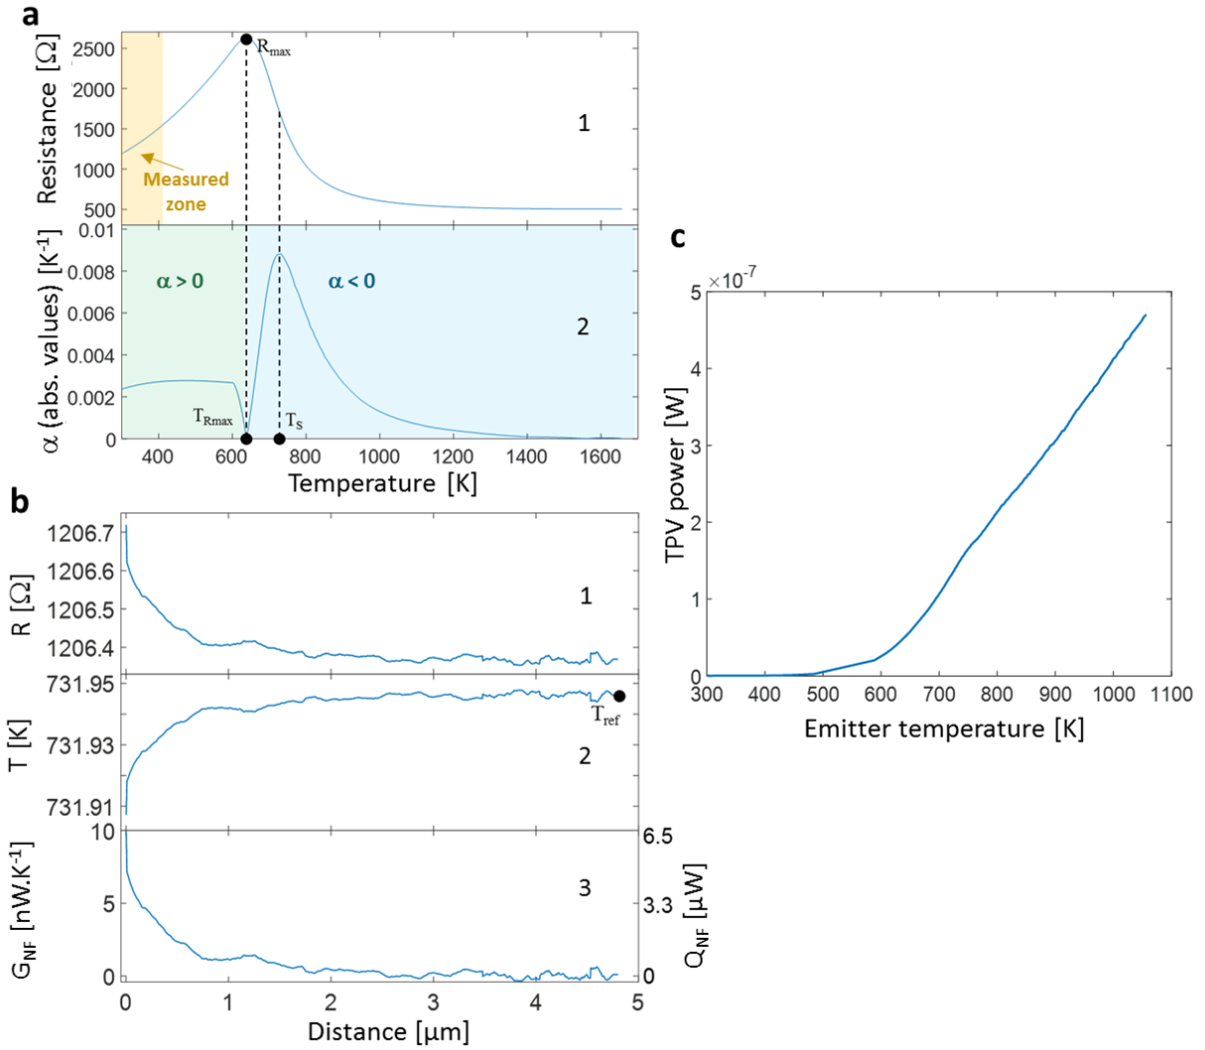 a
Resistance [Ω]
2500
2000
1500
1000
500
R_max
1
Measured
zone
α (abs. values) [K⁻¹]
0.01
0.008
0.006
0.004
0.002
0
α > 0
α < 0
2
T_Rmax
T_S
400 600 800 1000 1200 1400 1600
Temperature [K]
b
R [Ω]
1206.7
1206.6
1206.5
1206.4
1
T [K]
731.95
731.93
731.91
T_ref
2
G_NF [nW.K⁻¹]
10
5
0
3
6.5
3.3
0
Q_NF [μW]
0 1 2 3 4 5
Distance [μm]
c
×10⁻⁷
TPV power [W]
5
4
3
2
1
0
300 400 500 600 700 800 900 1000 1100
Emitter temperature [K]